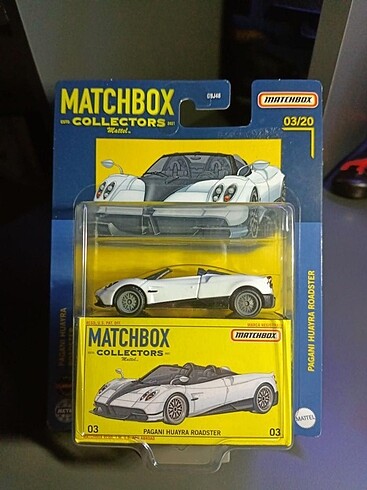 MATCHBOX
COLLECTORS
Mattel
MATCHBOX
03/20
PAGANI HUAYRA
PAGANI HUAYRA ROADSTER
MATCHBOX
COLLECTORS
Mattel
MATCHBOX
03
PAGANI HUAYRA ROADSTER
03
MATTEL